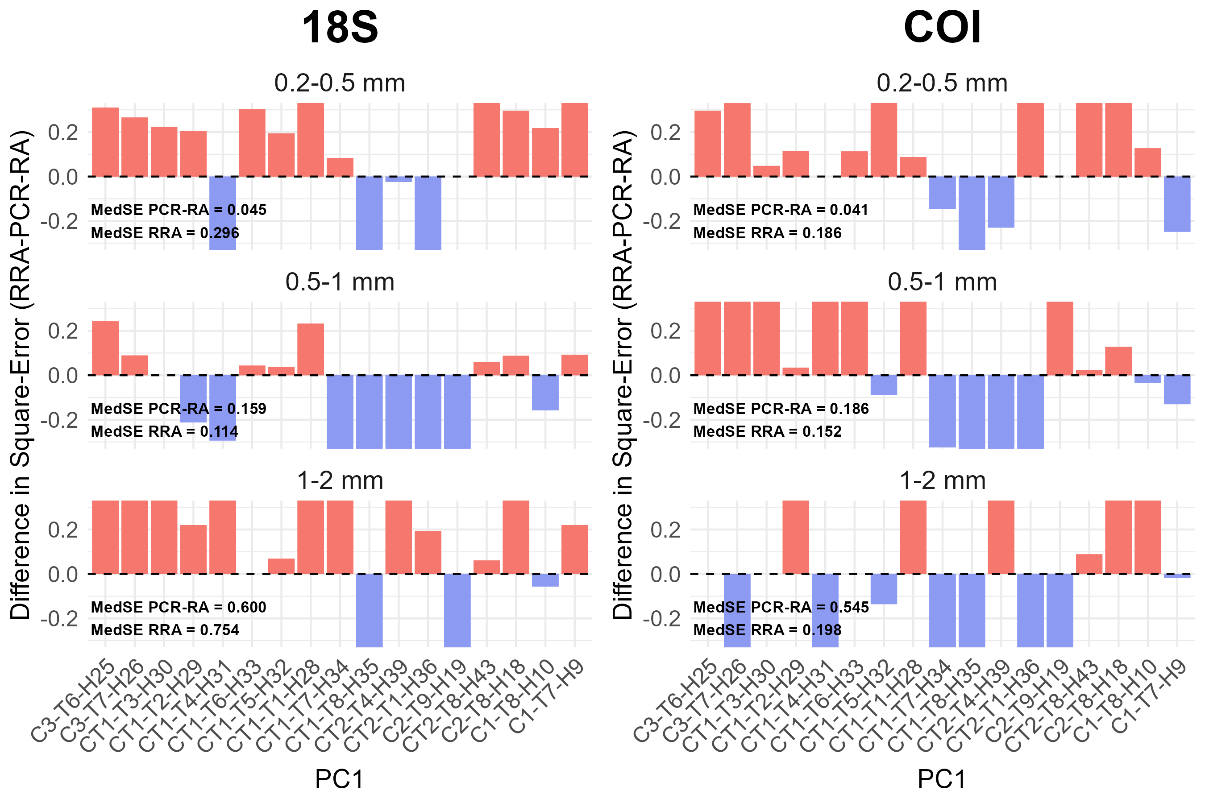 18S
COI
Difference in Square-Error (RRA-PCR-RA)
0.2-0.5 mm
0.2
0.0
-0.2
MedSE PCR-RA = 0.045
MedSE RRA = 0.296
0.5-1 mm
0.2
0.0
-0.2
MedSE PCR-RA = 0.159
MedSE RRA = 0.114
1-2 mm
0.2
0.0
-0.2
MedSE PCR-RA = 0.600
MedSE RRA = 0.754
C3-T6-H25
C3-T7-H26
CT1-T3-H30
CT1-T2-H29
CT1-T4-H31
CT1-T6-H33
CT1-T5-H32
CT1-T1-H28
CT1-T7-H34
CT1-T8-H35
CT2-T4-H39
CT2-T1-H36
C2-T9-H19
CT2-T8-H43
C2-T8-H18
C1-T8-H10
C1-T7-H9
PC1
Difference in Square-Error (RRA-PCR-RA)
0.2-0.5 mm
0.2
0.0
-0.2
MedSE PCR-RA = 0.041
MedSE RRA = 0.186
0.5-1 mm
0.2
0.0
-0.2
MedSE PCR-RA = 0.186
MedSE RRA = 0.152
1-2 mm
0.2
0.0
-0.2
MedSE PCR-RA = 0.545
MedSE RRA = 0.198
C3-T6-H25
C3-T7-H26
CT1-T3-H30
CT1-T2-H29
CT1-T4-H31
CT1-T6-H33
CT1-T5-H32
CT1-T1-H28
CT1-T7-H34
CT1-T8-H35
CT2-T4-H39
CT2-T1-H36
C2-T9-H19
CT2-T8-H43
C2-T8-H18
C1-T8-H10
C1-T7-H9
PC1